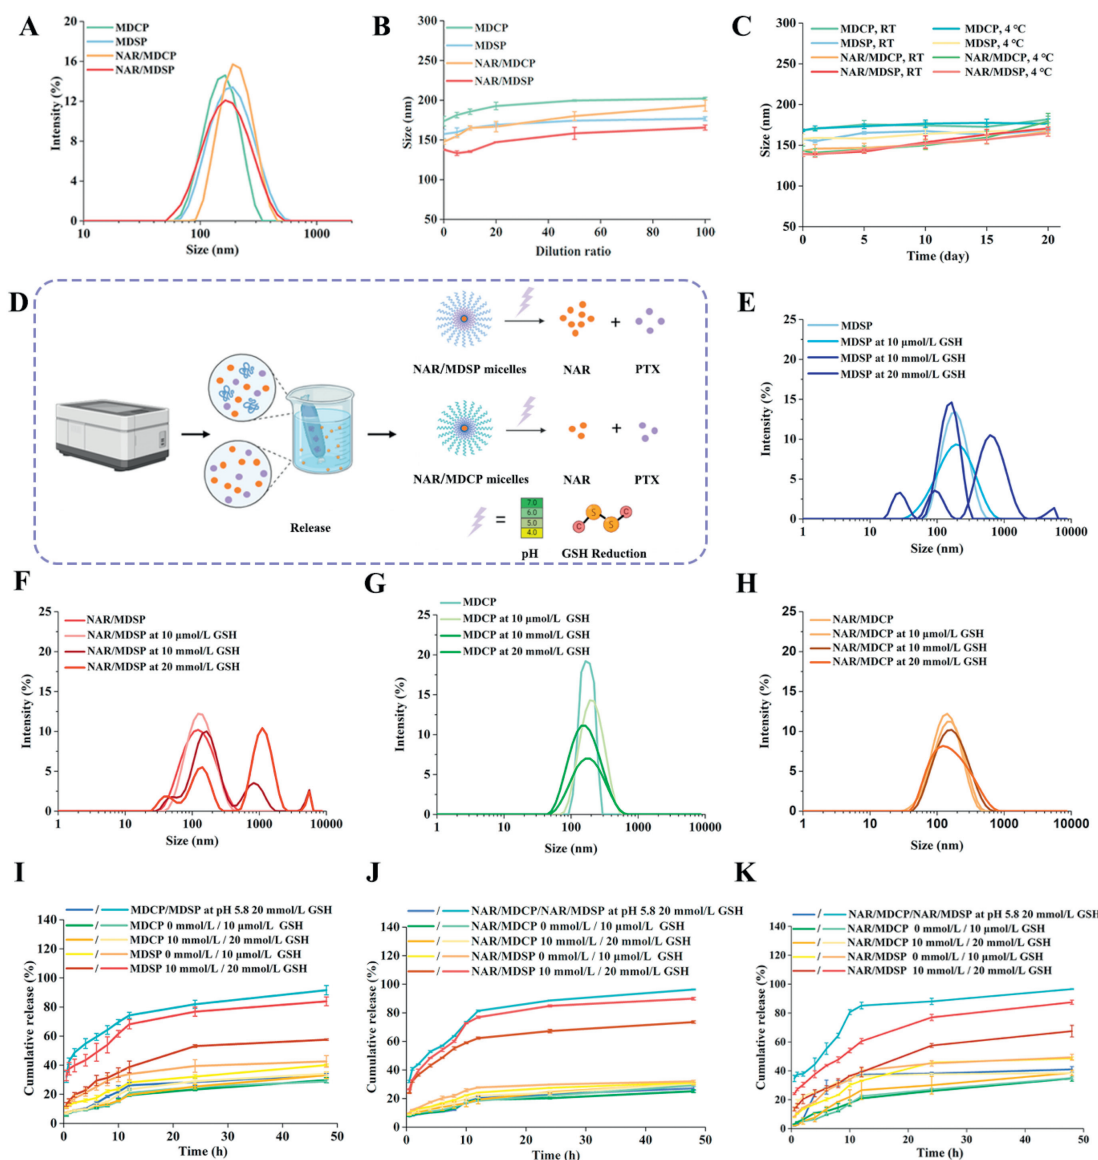 A
20
16
12
8
4
0
Intensity (%)
MDCP
MDSP
NAR/MDCP
NAR/MDSP
10
100
1000
Size (nm)
B
300
250
200
150
100
50
Size (nm)
MDCP
MDSP
NAR/MDCP
NAR/MDSP
0
20
40
60
80
100
Dilution ratio
C
300
250
200
150
100
50
Size (nm)
MDCP, RT
MDSP, RT
NAR/MDCP, RT
NAR/MDSP, RT
MDCP, 4 °C
MDSP, 4 °C
NAR/MDCP, 4 °C
NAR/MDSP, 4 °C
0
5
10
15
20
Time (day)
D
NAR/MDSP micelles
NAR
+
PTX
NAR/MDCP micelles
NAR
+
PTX
Release
=
7.0
6.0
5.0
4.0
pH
C
S
S
C
GSH Reduction
E
25
20
15
10
5
0
Intensity (%)
MDSP
MDSP at 10 μmol/L GSH
MDSP at 10 mmol/L GSH
MDSP at 20 mmol/L GSH
1
10
100
1000
10000
Size (nm)
F
25
20
15
10
5
0
Intensity (%)
NAR/MDSP
NAR/MDSP at 10 μmol/L GSH
NAR/MDSP at 10 mmol/L GSH
NAR/MDSP at 20 mmol/L GSH
1
10
100
1000
10000
Size (nm)
G
25
20
15
10
5
0
Intensity (%)
MDCP
MDCP at 10 μmol/L GSH
MDCP at 10 mmol/L GSH
MDCP at 20 mmol/L GSH
1
10
100
1000
10000
Size (nm)
H
25
20
15
10
5
0
Intensity (%)
NAR/MDCP
NAR/MDCP at 10 μmol/L GSH
NAR/MDCP at 10 mmol/L GSH
NAR/MDCP at 20 mmol/L GSH
1
10
100
1000
10000
Size (nm)
I
140
120
100
80
60
40
20
0
Cumulative release (%)
/ MDCP/MDSP at pH 5.8 20 mmol/L GSH
/ MDCP 0 mmol/L / 10 μmol/L GSH
/ MDCP 10 mmol/L / 20 mmol/L GSH
/ MDSP 0 mmol/L / 10 μmol/L GSH
/ MDSP 10 mmol/L / 20 mmol/L GSH
0
10
20
30
40
50
Time (h)
J
140
120
100
80
60
40
20
0
Cumulative release (%)
/ NAR/MDCP/NAR/MDSP at pH 5.8 20 mmol/L GSH
/ NAR/MDCP 0 mmol/L / 10 μmol/L GSH
/ NAR/MDCP 10 mmol/L / 20 mmol/L GSH
/ NAR/MDSP 0 mmol/L / 10 μmol/L GSH
/ NAR/MDSP 10 mmol/L / 20 mmol/L GSH
0
10
20
30
40
50
Time (h)
K
140
120
100
80
60
40
20
0
Cumulative release (%)
/ NAR/MDCP/NAR/MDSP at pH 5.8 20 mmol/L GSH
/ NAR/MDCP 0 mmol/L / 10 μmol/L GSH
/ NAR/MDCP 10 mmol/L / 20 mmol/L GSH
/ NAR/MDSP 0 mmol/L / 10 μmol/L GSH
/ NAR/MDSP 10 mmol/L / 20 mmol/L GSH
0
10
20
30
40
50
Time (h)